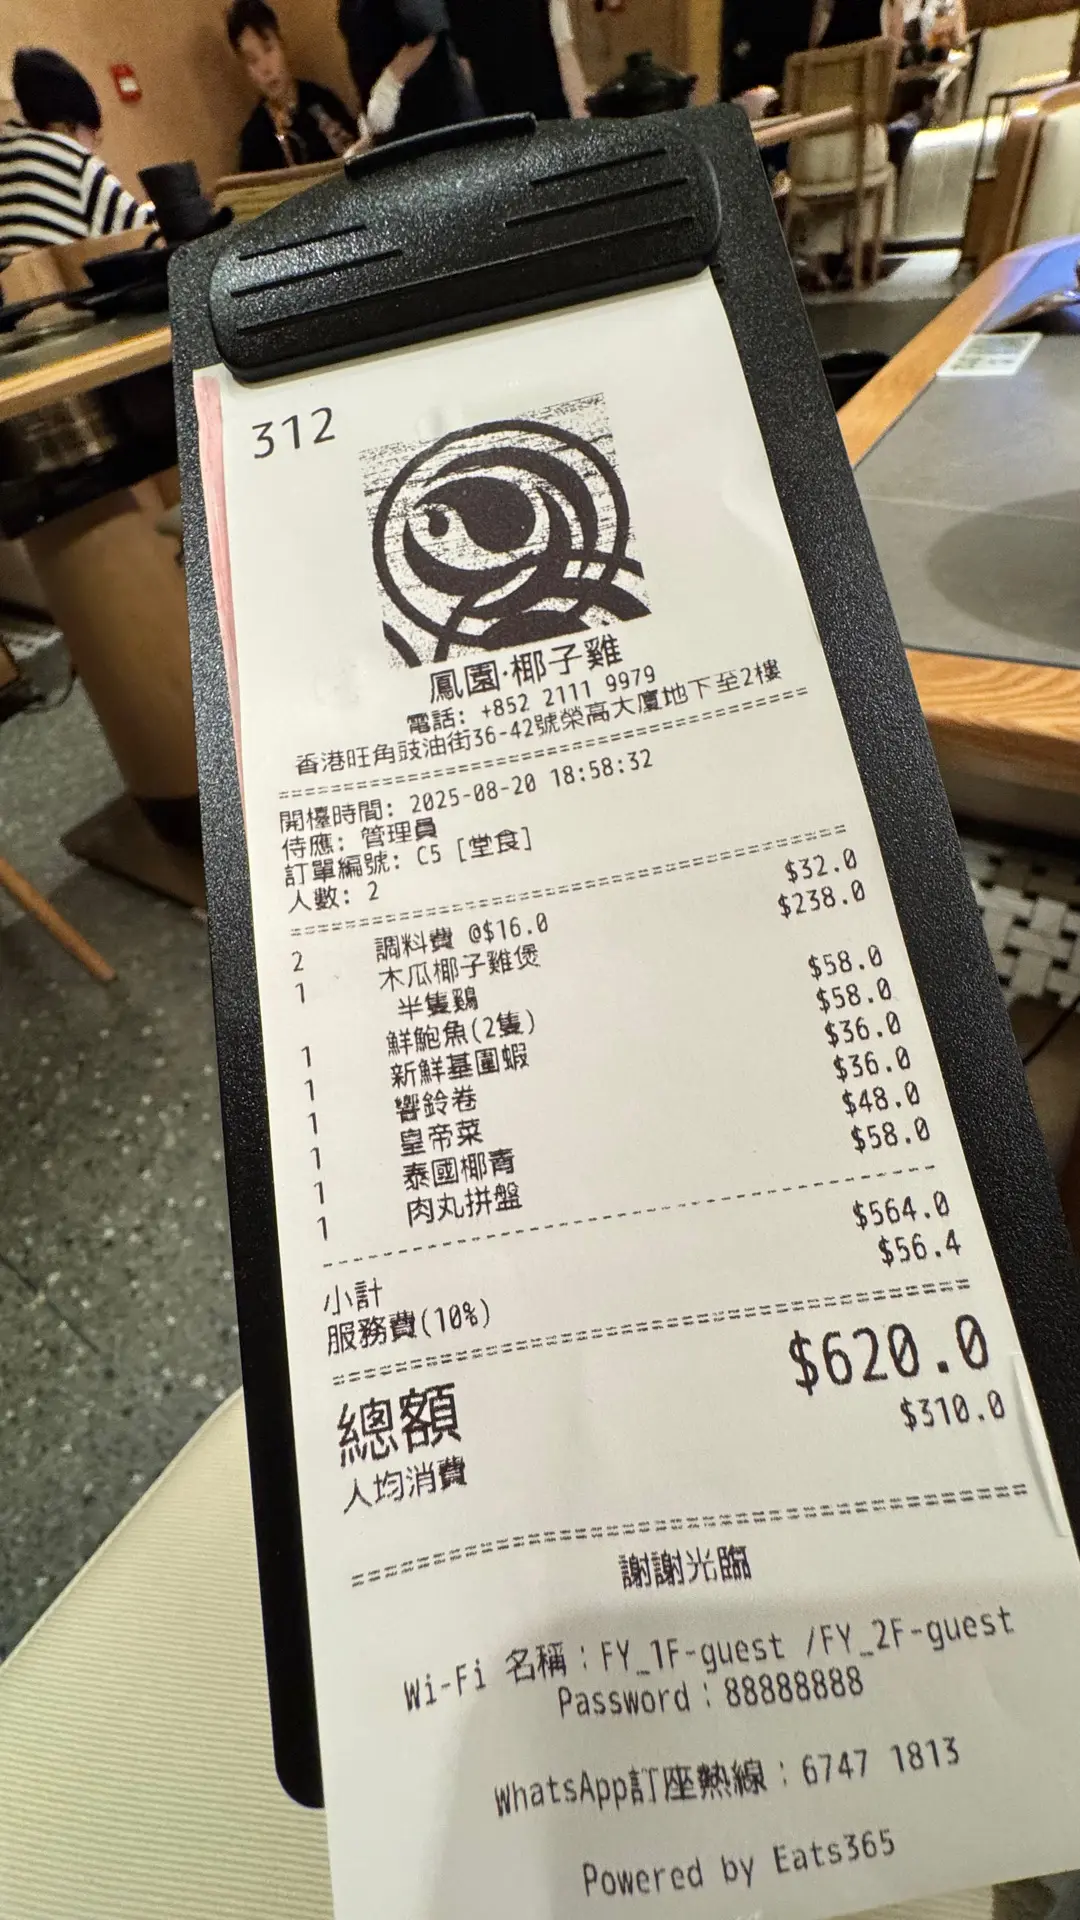 312
鳳園·椰子雞
電話: +852 2111 9979
香港旺角豉油街36-42號榮高大廈地下至2樓
開檯時間: 2025-08-20 18:58:32
侍應: 管理員
訂單編號: C5 [堂食]
人數: 2
2 調料費 @$16.0 $32.0
1 木瓜椰子雞煲 $238.0
半隻鷄
1 鮮鮑魚(2隻) $58.0
1 新鮮基圍蝦 $58.0
1 響鈴卷 $36.0
1 皇帝菜 $36.0
1 泰國椰青 $48.0
1 肉丸拼盤 $58.0
小計 $564.0
服務費(10%) $56.4
總額 $620.0
人均消費 $310.0
謝謝光臨
Wi-Fi 名稱：FY_1F-guest /FY_2F-guest
Password：88888888
WhatsApp訂座熱線：6747 1813
Powered by Eats365